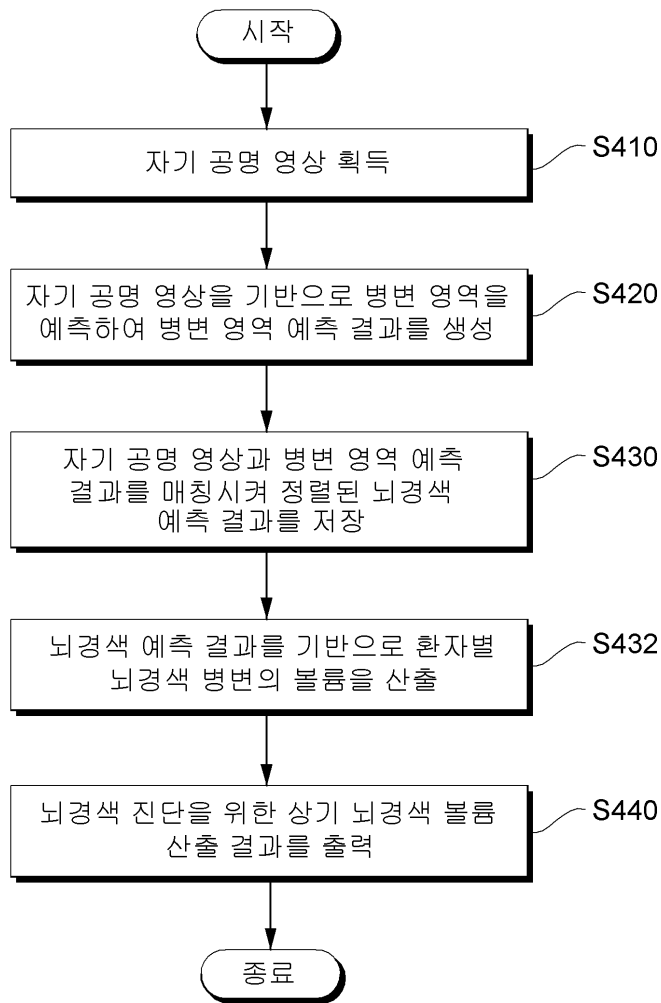 시작
자기 공명 영상 획득
S410
자기 공명 영상을 기반으로 병변 영역을
예측하여 병변 영역 예측 결과를 생성
S420
자기 공명 영상과 병변 영역 예측
결과를 매칭시켜 정렬된 뇌경색
예측 결과를 저장
S430
뇌경색 예측 결과를 기반으로 환자별
뇌경색 병변의 볼륨을 산출
S432
뇌경색 진단을 위한 상기 뇌경색 볼륨
산출 결과를 출력
S440
종료